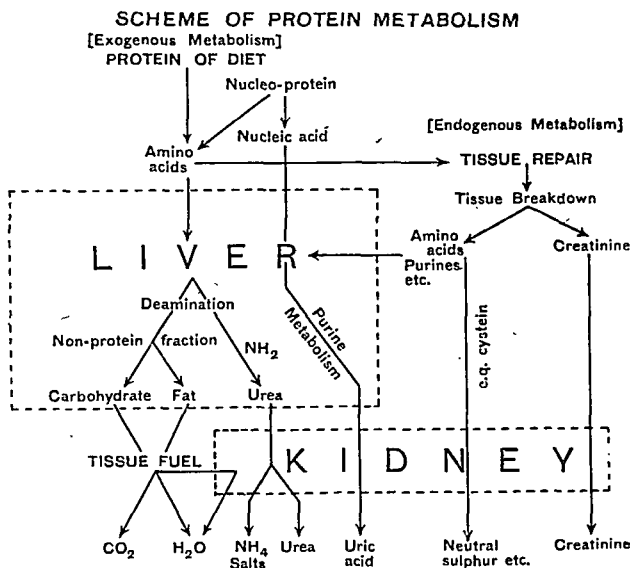 SCHEME OF PROTEIN METABOLISM
[Exogenous Metabolism]
PROTEIN OF DIET
Nucleo-protein
Nucleic acid
[Endogenous Metabolism]
Amino
acids
TISSUE REPAIR
Tissue Breakdown
LIVER
Amino
acids
Purines
etc.
Creatinine
Deamination
Non-protein fraction
NH2
Purine
Metabolism
c.q. cystein
Carbohydrate Fat Urea
TISSUE FUEL
KIDNEY
CO2 H2O NH4
Salts Urea Uric
acid Neutral
sulphur etc. Creatinine